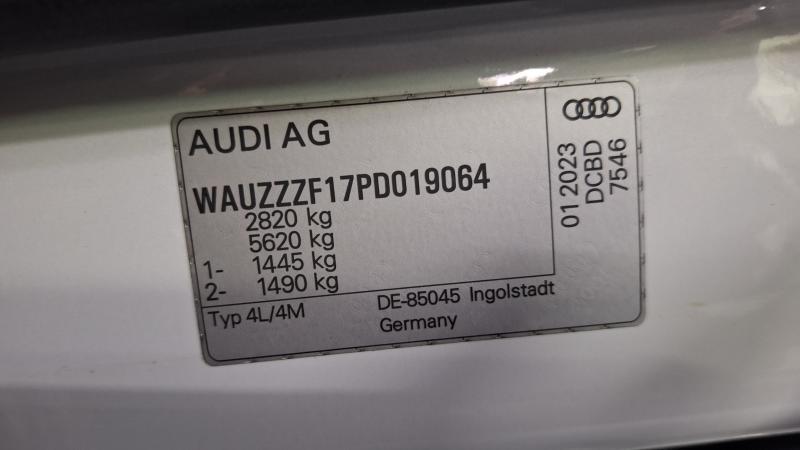 AUDI AG
WAUZZZF17PD019064
2820 kg
5620 kg
1- 1445 kg
2- 1490 kg
Typ 4L/4M
DE-85045 Ingolstadt
Germany
01 2023
DCBD
7546